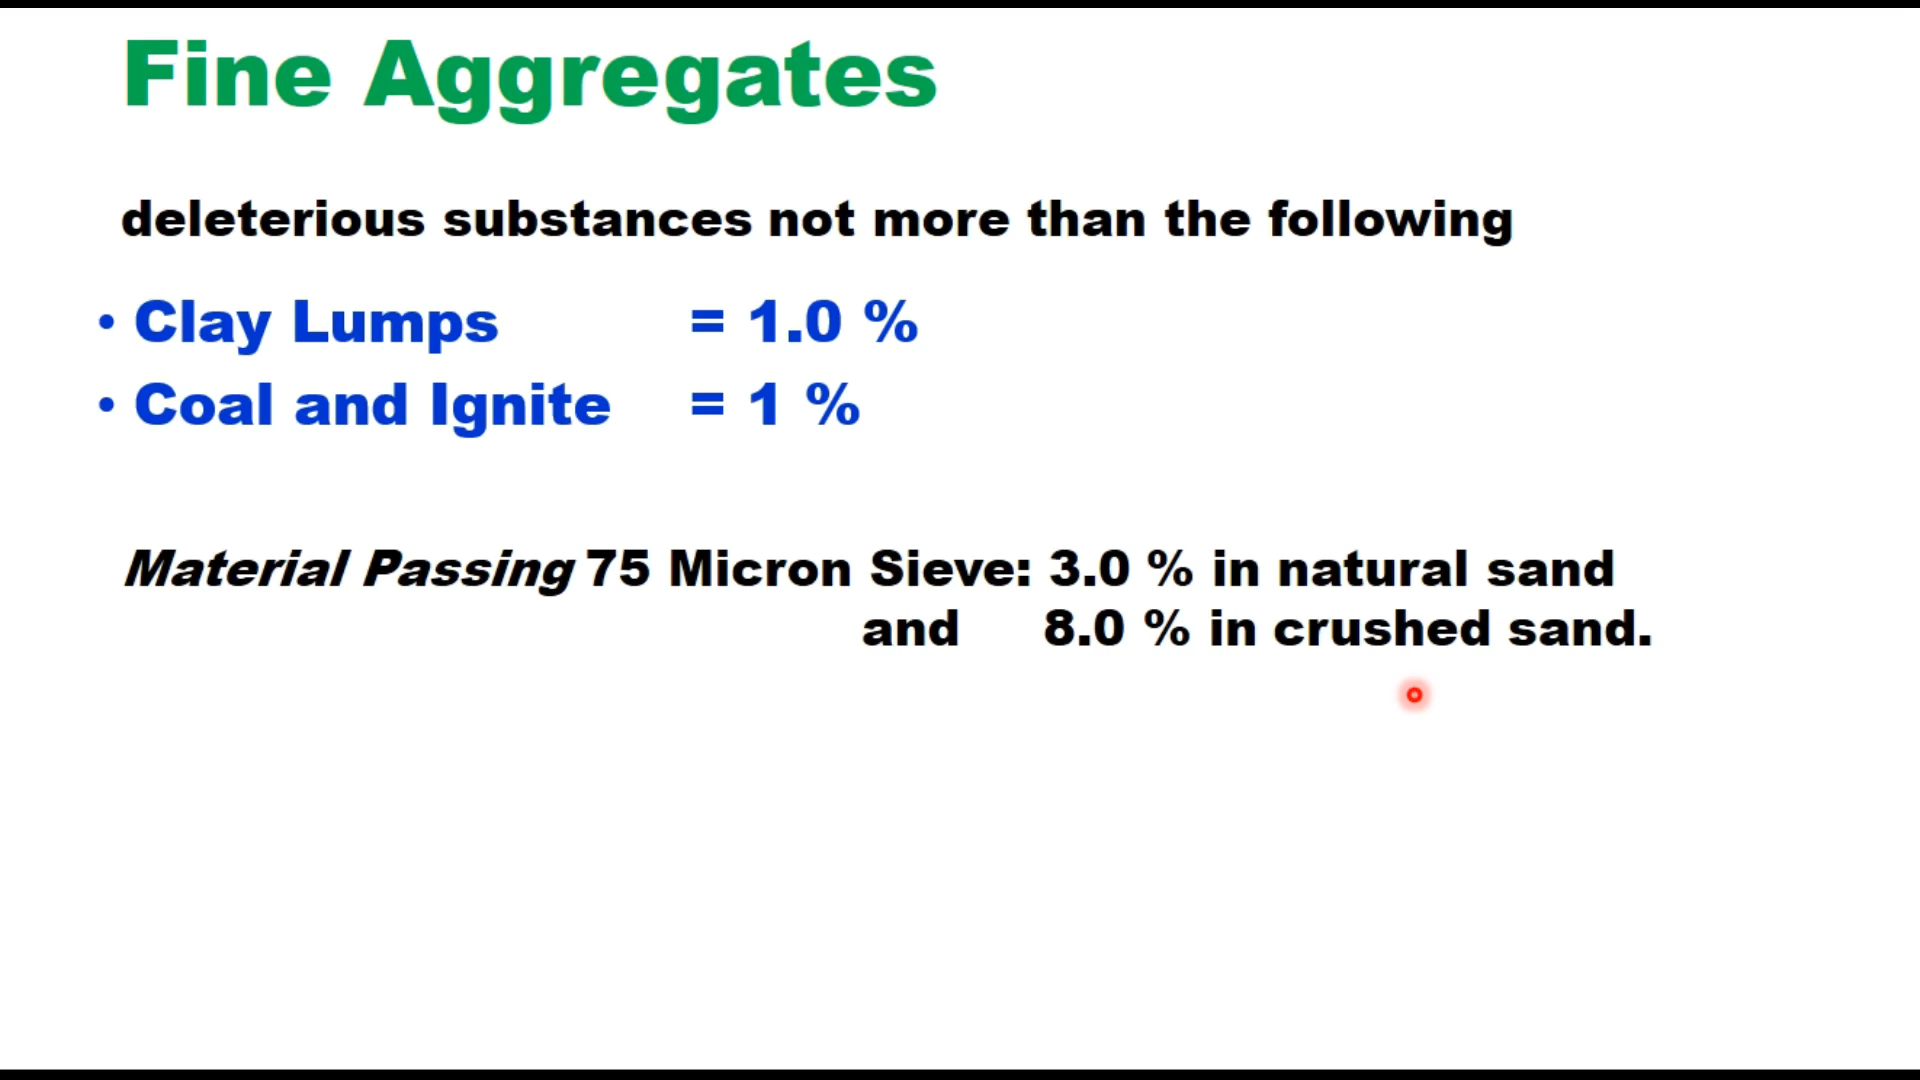 Fine Aggregates
deleterious substances not more than the following
• Clay Lumps = 1.0 %
• Coal and Ignite = 1 %
Material Passing 75 Micron Sieve: 3.0 % in natural sand
and 8.0 % in crushed sand.